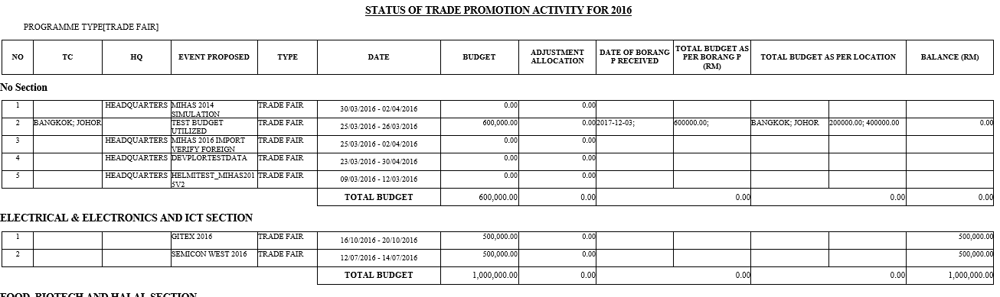 STATUS OF TRADE PROMOTION ACTIVITY FOR 2016
PROGRAMME TYPE[TRADE FAIR]
NO TC HQ EVENT PROPOSED TYPE DATE BUDGET ADJUSTMENT ALLOCATION DATE OF BORANG P RECEIVED TOTAL BUDGET AS PER BORANG P (RM) TOTAL BUDGET AS PER LOCATION BALANCE (RM)
No Section
1 HEADQUARTERS MIHAS 2014 SIMULATION TRADE FAIR 30/03/2016 - 02/04/2016 0.00 0.00
2 BANGKOK; JOHOR TEST BUDGET UTILIZED TRADE FAIR 25/03/2016 - 26/03/2016 600,000.00 0.00 2017-12-03; 600000.00; BANGKOK; JOHOR 200000.00; 400000.00 0.00
3 HEADQUARTERS MIHAS 2016 IMPORT VERIFY FOREIGN TRADE FAIR 25/03/2016 - 02/04/2016 0.00 0.00
4 HEADQUARTERS DEVPLORTESTDATA TRADE FAIR 23/03/2016 - 30/04/2016 0.00 0.00
5 HEADQUARTERS HELMITEST_MIHAS201 5V2 TRADE FAIR 09/03/2016 - 12/03/2016 0.00 0.00
TOTAL BUDGET 600,000.00 0.00 0.00 0.00 0.00
ELECTRICAL & ELECTRONICS AND ICT SECTION
1 GITEX 2016 TRADE FAIR 16/10/2016 - 20/10/2016 500,000.00 0.00 500,000.00
2 SEMICON WEST 2016 TRADE FAIR 12/07/2016 - 14/07/2016 500,000.00 0.00 500,000.00
TOTAL BUDGET 1,000,000.00 0.00 0.00 0.00 1,000,000.00
FOOD, BIOTECH AND HALAL SECTION